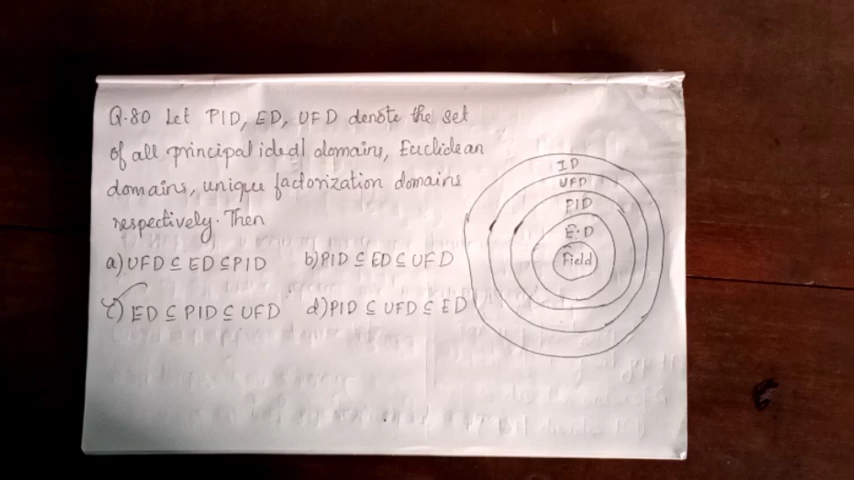 Q.80 Let PID, ED, UFD denote the set
of all principal ideal domains, Euclidean
domains, unique factorization domains
respectively. Then
a) UFD ⊆ ED ⊆ PID b) PID ⊆ ED ⊆ UFD
c) ED ⊆ PID ⊆ UFD d) PID ⊆ UFD ⊆ ED
ID
UFD
PID
E.D
Field